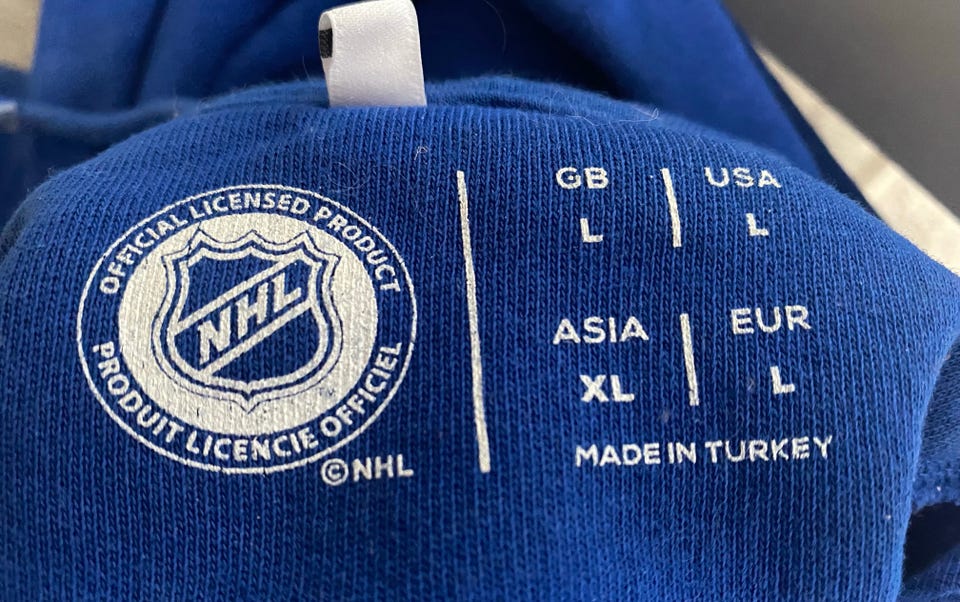 OFFICIAL LICENSED PRODUCT
NHL
PRODUIT LICENCIE OFFICIEL
©NHL
GB | USA
L | L
ASIA | EUR
XL | L
MADE IN TURKEY